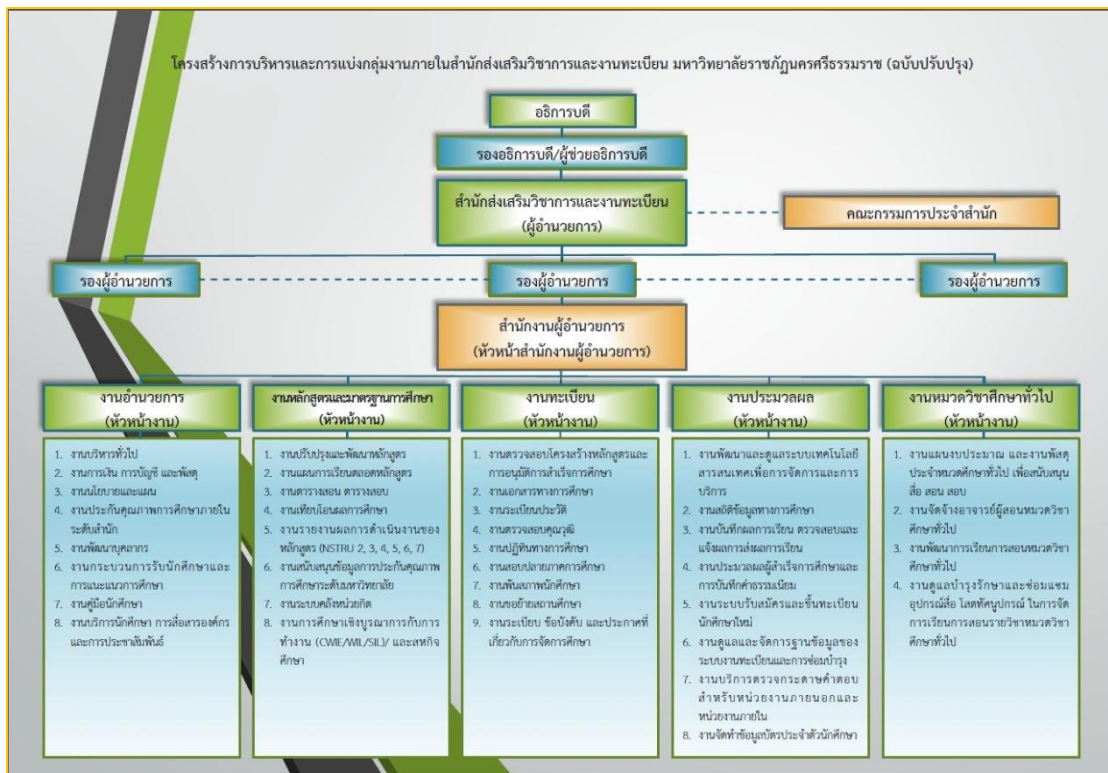 โครงสร้างการบริหารและการแบ่งกลุ่มงานภายในสำนักส่งเสริมวิชาการและงานทะเบียน มหาวิทยาลัยราชภัฏนครศรีธรรมราช (ฉบับปรับปรุง)
อธิการบดี
รองอธิการบดี/ผู้ช่วยอธิการบดี
สำนักส่งเสริมวิชาการและงานทะเบียน
(ผู้อำนวยการ)
คณะกรรมการประจำสำนัก
รองผู้อำนวยการ
รองผู้อำนวยการ
รองผู้อำนวยการ
สำนักงานผู้อำนวยการ
(หัวหน้าสำนักงานผู้อำนวยการ)
งานอำนวยการ
(หัวหน้างาน)
1. งานบริหารทั่วไป
2. งานการเงิน การบัญชี และพัสดุ
3. งานนโยบายและแผน
4. งานประกันคุณภาพการศึกษาภายใน
ระดับสำนัก
5. งานพัฒนาบุคลากร
6. งานกระบวนการรับนักศึกษาและ
การแนะแนวการศึกษา
7. งานคู่มือนักศึกษา
8. งานบริการนักศึกษา การสื่อสารองค์กร
และการประชาสัมพันธ์
งานหลักสูตรและมาตรฐานการศึกษา
(หัวหน้างาน)
1. งานปรับปรุงและพัฒนาหลักสูตร
2. งานแผนการเรียนตลอดหลักสูตร
3. งานตารางสอน ตารางสอบ
4. งานเทียบโอนผลการศึกษา
5. งานรายงานผลการดำเนินงานของ
หลักสูตร (NSTRU 2, 3, 4, 5, 6, 7)
6. งานสนับสนุนข้อมูลการประกันคุณภาพ
การศึกษาระดับมหาวิทยาลัย
7. งานระบบคลังหน่วยกิต
8. งานการศึกษาเชิงบูรณาการกับการ
ทำงาน (CWIE/WIL/SIL)/ และสหกิจ
ศึกษา
งานทะเบียน
(หัวหน้างาน)
1. งานตรวจสอบโครงสร้างหลักสูตรและ
การอนุมัติการสำเร็จการศึกษา
2. งานเอกสารทางการศึกษา
3. งานระเบียนประวัติ
4. งานตรวจสอบคุณวุฒิ
5. งานปฏิทินทางการศึกษา
6. งานสอบปลายภาคการศึกษา
7. งานพ้นสภาพนักศึกษา
8. งานขอย้ายสถานศึกษา
9. งานระเบียบ ข้อบังคับ และประกาศที่
เกี่ยวกับการจัดการศึกษา
งานประมวลผล
(หัวหน้างาน)
1. งานพัฒนาและดูแลระบบเทคโนโลยี
สารสนเทศเพื่อการจัดการและการ
บริการ
2. งานสถิติข้อมูลทางการศึกษา
3. งานบันทึกผลการเรียน ตรวจสอบและ
แจ้งผลการส่งผลการเรียน
4. งานประมวลผลผู้สำเร็จการศึกษาและ
การบันทึกค่าธรรมเนียม
5. งานระบบรับสมัครและขึ้นทะเบียน
นักศึกษาใหม่
6. งานดูแลและจัดการฐานข้อมูลของ
ระบบงานทะเบียนและการซ่อมบำรุง
7. งานบริการตรวจกระดาษคำตอบ
สำหรับหน่วยงานภายนอกและ
หน่วยงานภายใน
8. งานจัดทำข้อมูลบัตรประจำตัวนักศึกษา
งานหมวดวิชาศึกษาทั่วไป
(หัวหน้างาน)
1. งานแผนงบประมาณ และงานพัสดุ
ประจำหมวดศึกษาทั่วไป เพื่อสนับสนุน
สื่อ สอน สอบ
2. งานจัดจ้างอาจารย์ผู้สอนหมวดวิชา
ศึกษาทั่วไป
3. งานพัฒนาการเรียนการสอนหมวดวิชา
ศึกษาทั่วไป
4. งานดูแลบำรุงรักษาและซ่อมแซม
อุปกรณ์สื่อ โสตทัศนูปกรณ์ ในการจัด
การเรียนการสอนรายวิชาหมวดวิชา
ศึกษาทั่วไป